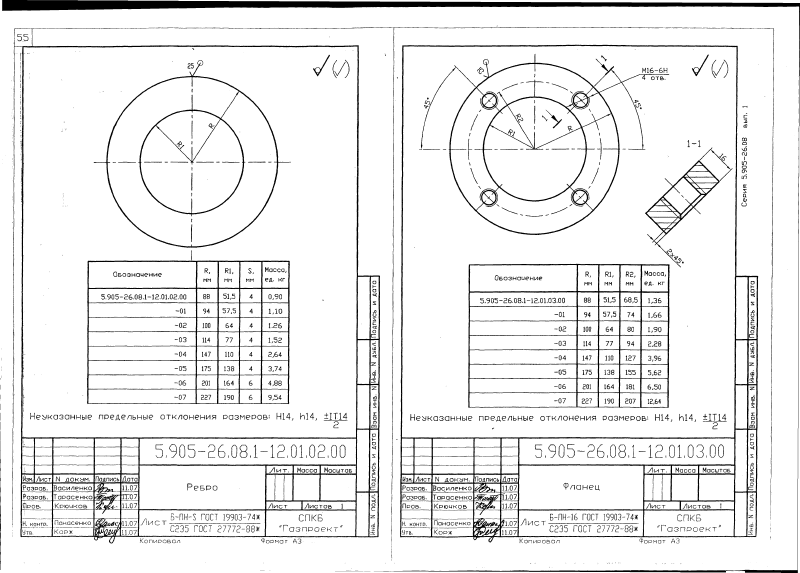 55
25
R1
R
Обозначение R, мм R1, мм S, мм Масса, ед. кг
5.905-26.08.1-12.01.02.00 88 51,5 4 0,90
-01 94 57,5 4 1,10
-02 100 64 4 1.26
-03 114 77 4 1,52
-04 147 110 4 2,64
-05 175 138 4 3,74
-06 201 164 6 4,88
-07 227 190 6 9,54
Неуказанные предельные отклонения размеров: H14, h14, ±IT14/2
5.905-26.08.1-12.01.02.00
Ребро
Лит. Масса Масштаб
Изм. Лист N докум. Подпись Дата
Разраб. Василенко 11.07
Разраб. Тарасенко 11.07
Пров. Крючков 11.07
Н. контр. Панасенко 11.07
Утв. Корж 11.07
Лист Листов 1
Лист Б-ПН-S ГОСТ 19903-74ж
С235 ГОСТ 27772-88ж
СПКБ
"Газпроект"
Копировал Формат А3
Инв. N подл. Подпись и дата Взам инв. N Инв. N дубл. Подпись и дата
25
M16-6H
4 отв.
45°
45°
R2
R1
R
1
1
1-1
16
2x45°
Серия 5.905-26.08 вып. 1
Обозначение R, мм R1, мм R2, мм Масса, ед. кг
5.905-26.08.1-12.01.03.00 88 51,5 68,5 1,36
-01 94 57,5 74 1,66
-02 100 64 80 1,90
-03 114 77 94 2,28
-04 147 110 127 3,96
-05 175 138 155 5,62
-06 201 164 181 6,50
-07 227 190 207 12,64
Неуказанные предельные отклонения размеров: H14, h14, ±IT14/2
5.905-26.08.1-12.01.03.00
Фланец
Лит. Масса Масштаб
Изм. Лист N докум. Подпись Дата
Разраб. Василенко 11.07
Разраб. Тарасенко 11.07
Пров. Крючков 11.07
Н. контр. Панасенко 11.07
Утв. Корж 11.07
Лист Листов 1
Лист Б-ПН-16 ГОСТ 19903-74ж
С235 ГОСТ 27772-88ж
СПКБ
"Газпроект"
Копировал Формат А3
Инв. N подл. Подпись и дата Взам инв. N Инв. N дубл. Подпись и дата